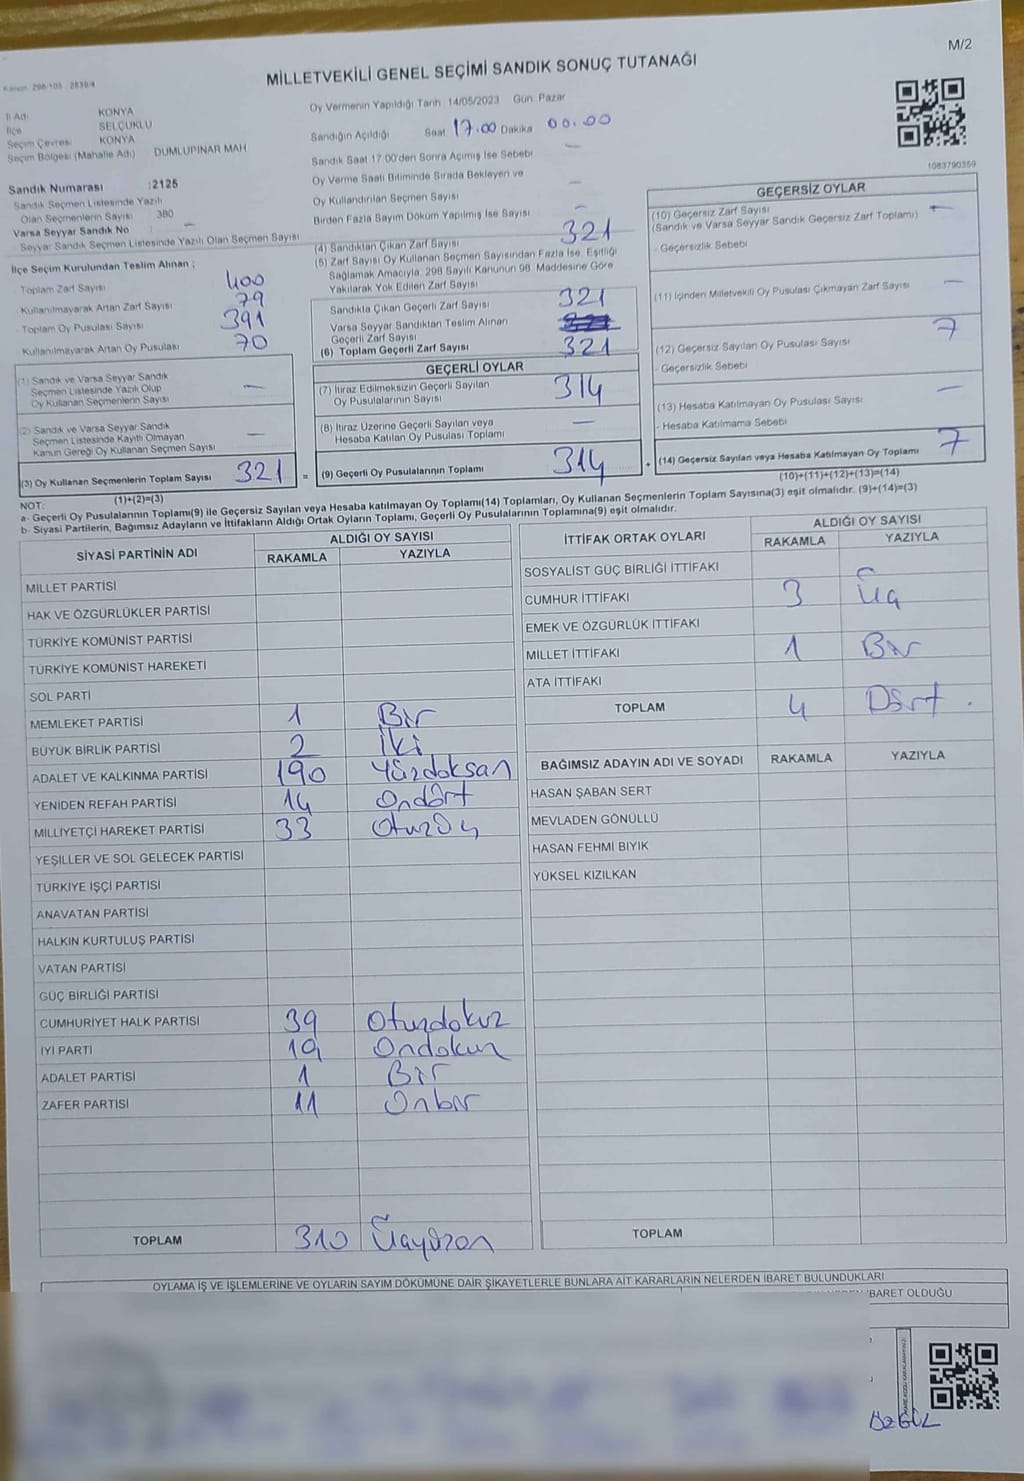 M/2
Kanun: 298/103 , 2839/4
MİLLETVEKİLİ GENEL SEÇİMİ SANDIK SONUÇ TUTANAĞI
İl Adı KONYA
İlçe SELÇUKLU
Seçim Çevresi KONYA
Seçim Bölgesi (Mahalle Adı) DUMLUPINAR MAH
Sandık Numarası :2125
Sandık Seçmen Listesinde Yazılı
Olan Seçmenlerin Sayısı 380
Varsa Seyyar Sandık No : —
Seyyar Sandık Seçmen Listesinde Yazılı Olan Seçmen Sayısı
Oy Vermenin Yapıldığı Tarih 14/05/2023 Gün Pazar
Sandığın Açıldığı Saat 17.00 Dakika 00.00
Sandık Saat 17:00'den Sonra Açımış İse Sebebi —
Oy Verme Saati Bitiminde Sırada Bekleyen ve
Oy Kullandırılan Seçmen Sayısı —
Birden Fazla Sayım Döküm Yapılmış İse Sayısı —
1083790359
İlçe Seçim Kurulundan Teslim Alınan ;
Toplam Zarf Sayısı 400
Kullanılmayarak Artan Zarf Sayısı 79
Toplam Oy Pusulası Sayısı 391
Kullanılmayarak Artan Oy Pusulası 70
(1) Sandık ve Varsa Seyyar Sandık
Seçmen Listesinde Yazılı Olup
Oy Kullanan Seçmenlerin Sayısı —
(2) Sandık ve Varsa Seyyar Sandık
Seçmen Listesinde Kayıtlı Olmayan
Kanun Gereği Oy Kullanan Seçmen Sayısı —
(3) Oy Kullanan Seçmenlerin Toplam Sayısı 321 =
(1)+(2)=(3)
(4) Sandıktan Çıkan Zarf Sayısı 321
(5) Zarf Sayısı Oy Kullanan Seçmen Sayısından Fazla İse, Eşitliği
Sağlamak Amacıyla, 298 Sayılı Kanunun 98. Maddesine Göre
Yakılarak Yok Edilen Zarf Sayısı
Sandıkta Çıkan Geçerli Zarf Sayısı 321
Varsa Seyyar Sandıktan Teslim Alınan
Geçerli Zarf Sayısı
(6) Toplam Geçerli Zarf Sayısı 321
GEÇERLİ OYLAR
(7) İtiraz Edilmeksizin Geçerli Sayılan
Oy Pusulalarının Sayısı 314
(8) İtiraz Üzerine Geçerli Sayılan veya
Hesaba Katılan Oy Pusulası Toplamı —
(9) Geçerli Oy Pusulalarının Toplamı 314 +
GEÇERSİZ OYLAR
(10) Geçersiz Zarf Sayısı —
(Sandık ve Varsa Seyyar Sandık Geçersiz Zarf Toplamı)
Geçersizlik Sebebi
(11) İçinden Milletvekili Oy Pusulası Çıkmayan Zarf Sayısı —
(12) Geçersiz Sayılan Oy Pusulası Sayısı 7
Geçersizlik Sebebi
(13) Hesaba Katılmayan Oy Pusulası Sayısı —
Hesaba Katılmama Sebebi
(14) Geçersiz Sayılan veya Hesaba Katılmayan Oy Toplamı 7
(10)+(11)+(12)+(13)=(14)
NOT:
a- Geçerli Oy Pusulalarının Toplamı(9) ile Geçersiz Sayılan veya Hesaba katılmayan Oy Toplamı(14) Toplamları, Oy Kullanan Seçmenlerin Toplam Sayısına(3) eşit olmalıdır. (9)+(14)=(3)
b- Siyasi Partilerin, Bağımsız Adayların ve İttifakların Aldığı Ortak Oyların Toplamı, Geçerli Oy Pusulalarının Toplamına(9) eşit olmalıdır.
SİYASİ PARTİNİN ADI ALDIĞI OY SAYISI
RAKAMLA YAZIYLA
MİLLET PARTİSİ
HAK VE ÖZGÜRLÜKLER PARTİSİ
TÜRKİYE KOMÜNİST PARTİSİ
TÜRKİYE KOMÜNİST HAREKETİ
SOL PARTİ
MEMLEKET PARTİSİ 1 Bir
BÜYÜK BİRLİK PARTİSİ 2 İki
ADALET VE KALKINMA PARTİSİ 190 Yüzdoksan
YENİDEN REFAH PARTİSİ 14 Ondört
MİLLİYETÇİ HAREKET PARTİSİ 33 Otuzüç
YEŞİLLER VE SOL GELECEK PARTİSİ
TÜRKİYE İŞÇİ PARTİSİ
ANAVATAN PARTİSİ
HALKIN KURTULUŞ PARTİSİ
VATAN PARTİSİ
GÜÇ BİRLİĞİ PARTİSİ
CUMHURİYET HALK PARTİSİ 39 Otuzdokuz
İYİ PARTİ 19 Ondokuz
ADALET PARTİSİ 1 Bir
ZAFER PARTİSİ 11 Onbir
TOPLAM 310 Üçyüzon
İTTİFAK ORTAK OYLARI ALDIĞI OY SAYISI
RAKAMLA YAZIYLA
SOSYALİST GÜÇ BİRLİĞİ İTTİFAKI
CUMHUR İTTİFAKI 3 Üç
EMEK VE ÖZGÜRLÜK İTTİFAKI
MİLLET İTTİFAKI 1 Bir
ATA İTTİFAKI
TOPLAM 4 Dört .
BAĞIMSIZ ADAYIN ADI VE SOYADI RAKAMLA YAZIYLA
HASAN ŞABAN SERT
MEVLADEN GÖNÜLLÜ
HASAN FEHMİ BIYIK
YÜKSEL KIZILKAN
TOPLAM
OYLAMA İŞ VE İŞLEMLERİNE VE OYLARIN SAYIM DÖKÜMÜNE DAİR ŞİKAYETLERLE BUNLARA AİT KARARLARIN NELERDEN İBARET BULUNDUKLARI
İBARET OLDUĞU
ÖZGÜL